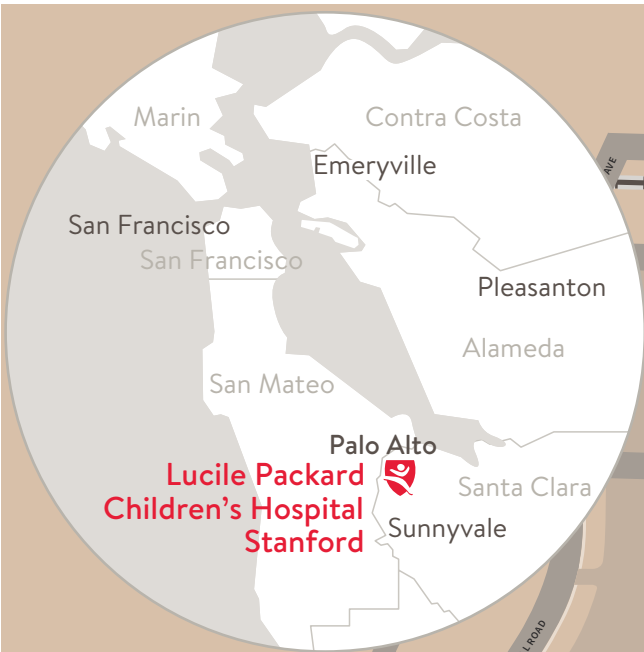 Marin
Contra Costa
Emeryville
AVE
San Francisco
San Francisco
Pleasanton
Alameda
San Mateo
Palo Alto
Lucile Packard
Children's Hospital
Stanford
Santa Clara
Sunnyvale
L ROAD